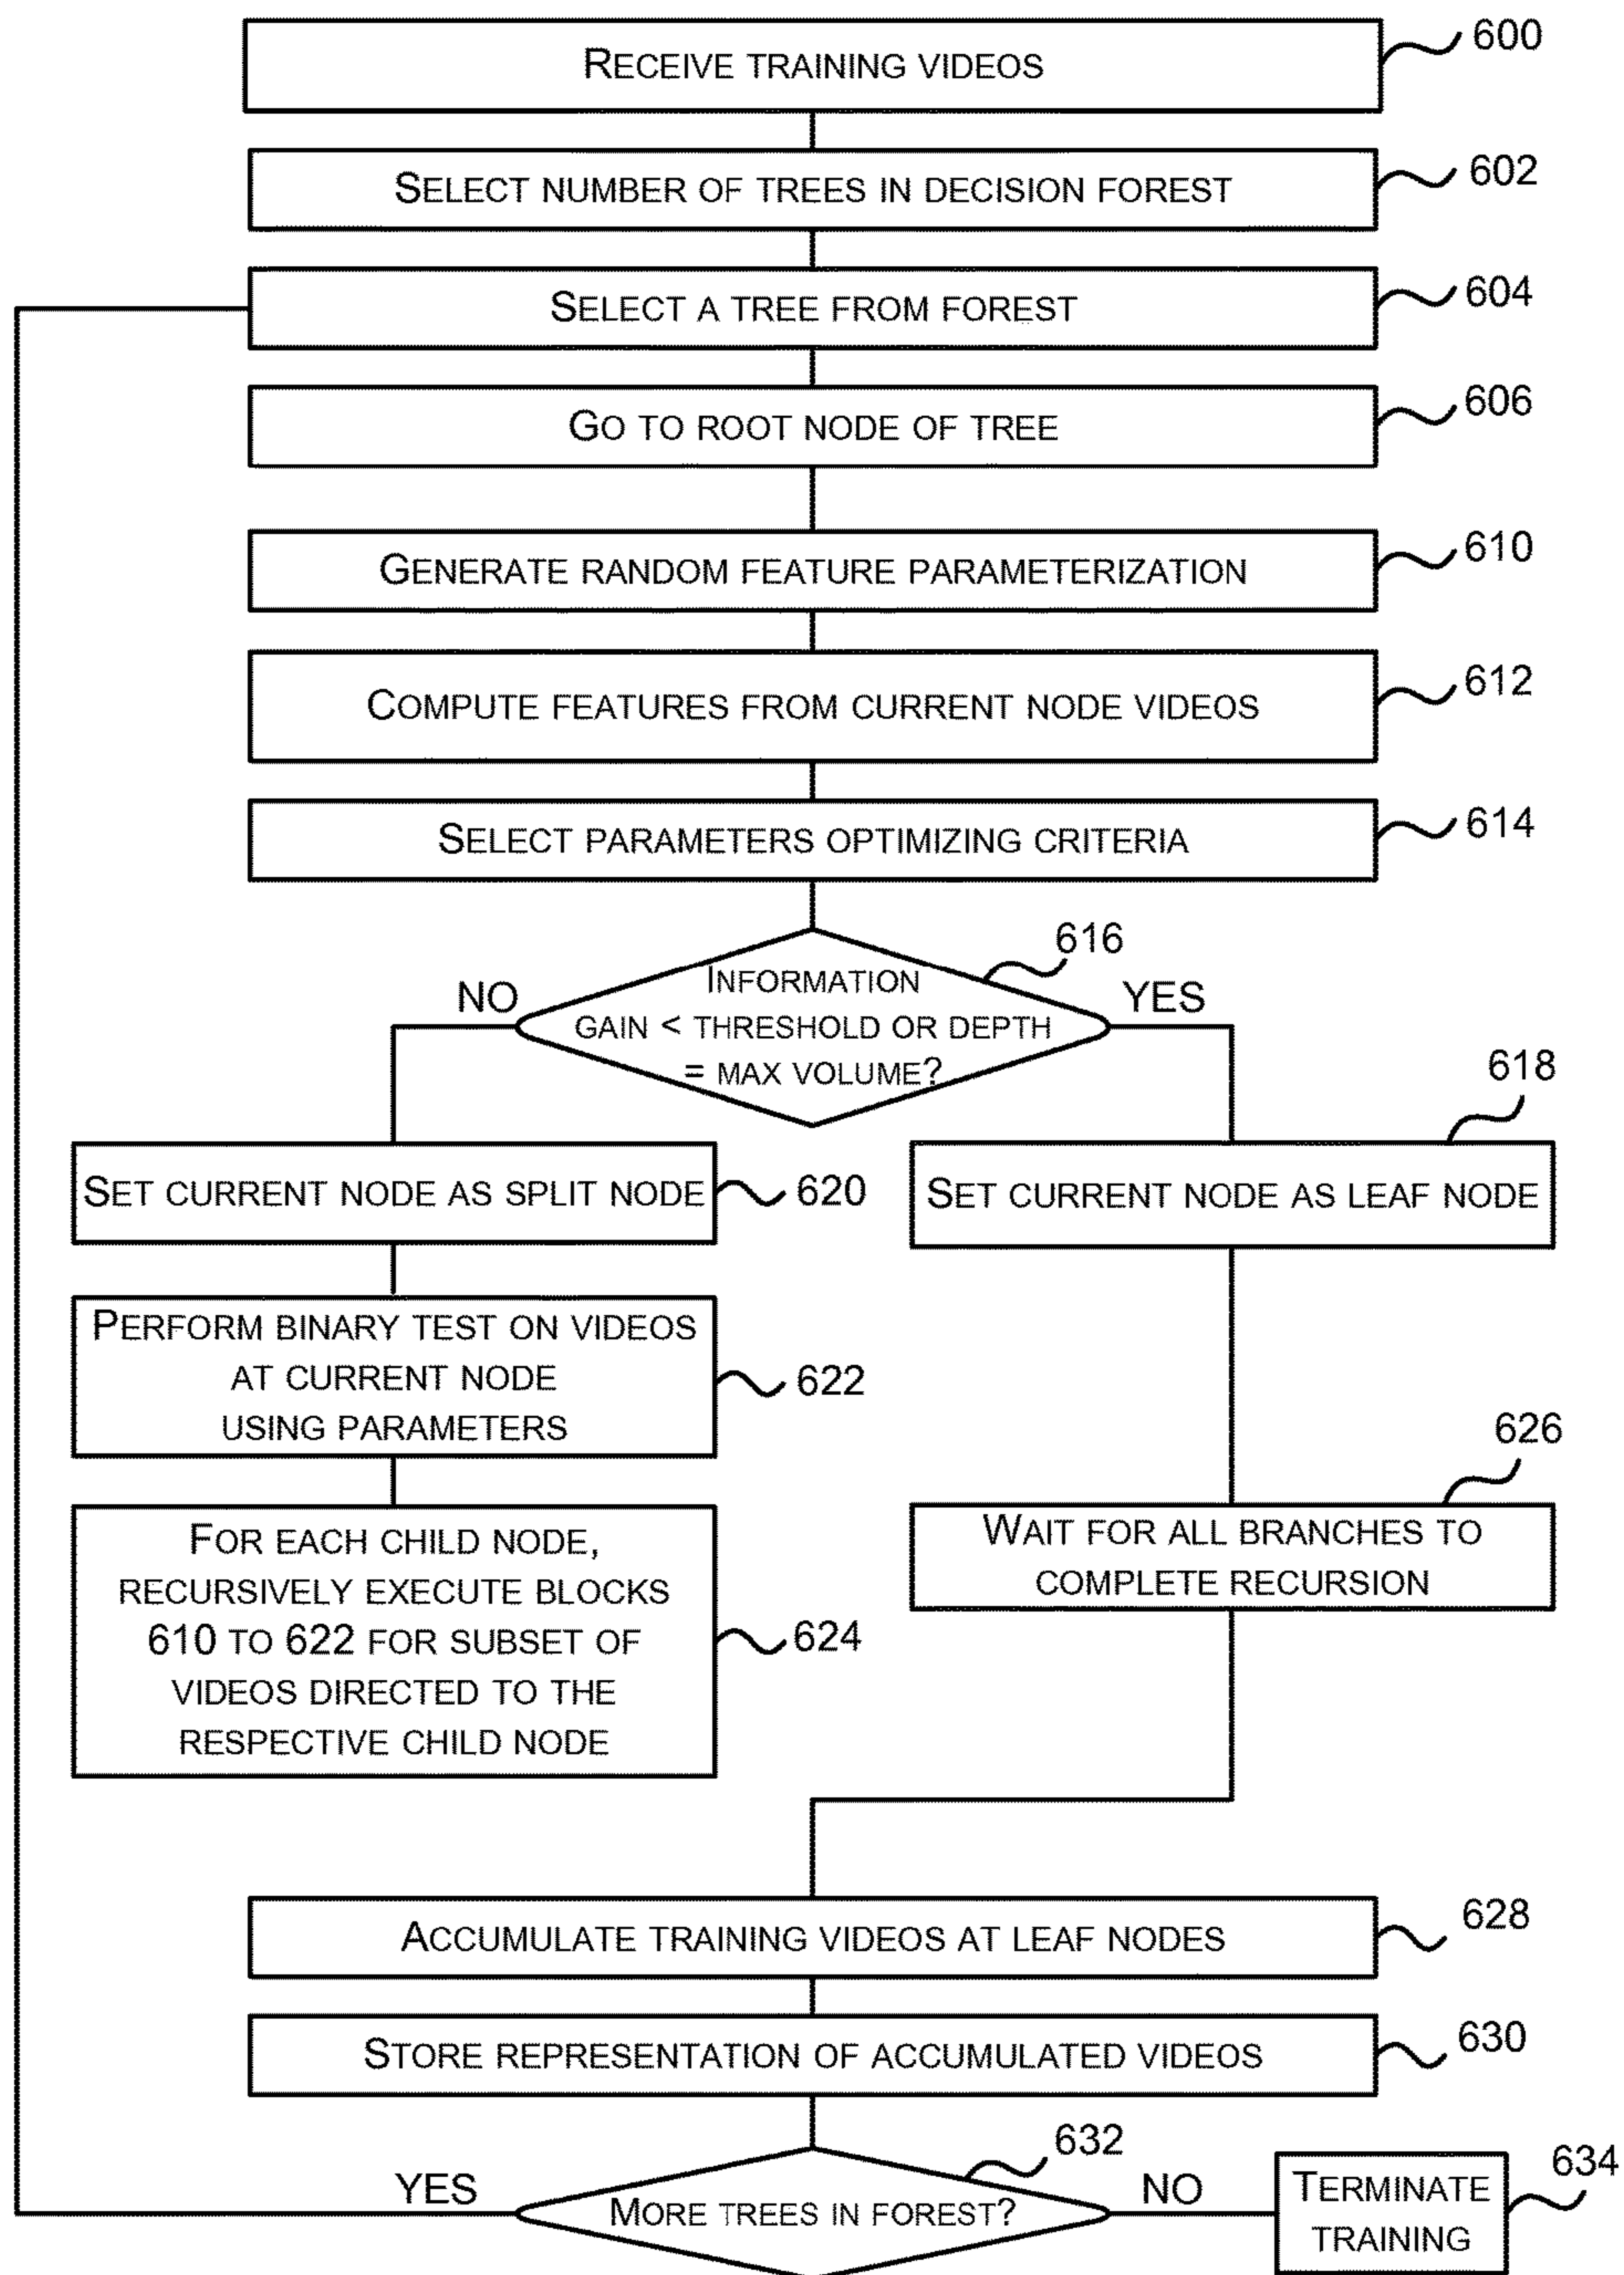 RECEIVE TRAINING VIDEOS
600
SELECT NUMBER OF TREES IN DECISION FOREST
602
SELECT A TREE FROM FOREST
604
GO TO ROOT NODE OF TREE
606
GENERATE RANDOM FEATURE PARAMETERIZATION
610
COMPUTE FEATURES FROM CURRENT NODE VIDEOS
612
SELECT PARAMETERS OPTIMIZING CRITERIA
614
616
NO
INFORMATION
GAIN < THRESHOLD OR DEPTH
= MAX VOLUME?
YES
618
SET CURRENT NODE AS SPLIT NODE
620
SET CURRENT NODE AS LEAF NODE
PERFORM BINARY TEST ON VIDEOS
AT CURRENT NODE
USING PARAMETERS
622
626
WAIT FOR ALL BRANCHES TO
COMPLETE RECURSION
FOR EACH CHILD NODE,
RECURSIVELY EXECUTE BLOCKS
610 TO 622 FOR SUBSET OF
VIDEOS DIRECTED TO THE
RESPECTIVE CHILD NODE
624
ACCUMULATE TRAINING VIDEOS AT LEAF NODES
628
STORE REPRESENTATION OF ACCUMULATED VIDEOS
630
632
YES
MORE TREES IN FOREST?
NO
TERMINATE
TRAINING
634